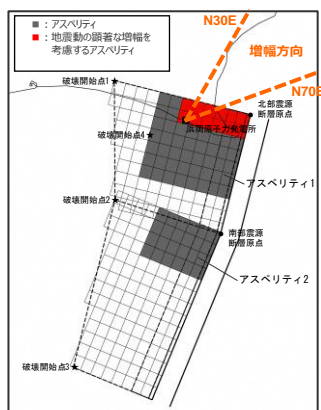 ■：アスペリティ
■：地震動の顕著な増幅を
考慮するアスペリティ
N30E
増幅方向
N70E
破壊開始点1
北部震源
断層原点
浜岡原子力発電所
破壊開始点4
アスペリティ1
破壊開始点2
南部震源
断層原点
アスペリティ2
破壊開始点3